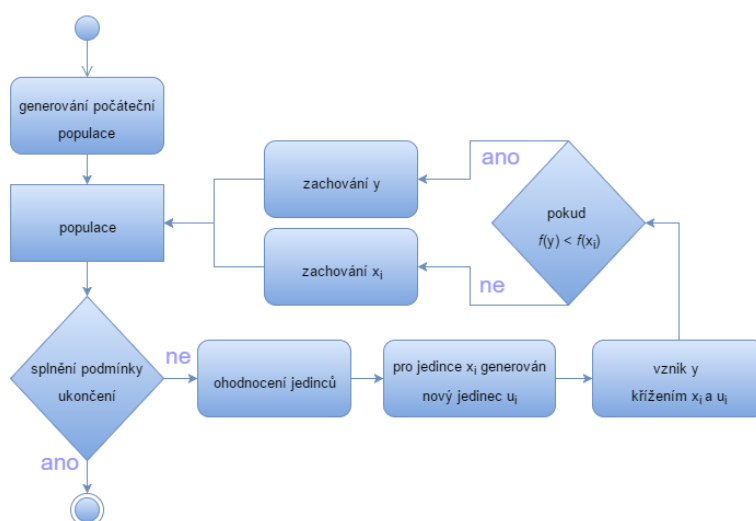 generování počáteční
populace
populace
splnění podmínky
ukončení
ano
ne
ohodnocení jedinců
pro jedince xᵢ generován
nový jedinec uᵢ
vznik y
křížením xᵢ a uᵢ
pokud
f(y) < f(xᵢ)
ano
zachování y
ne
zachování xᵢ